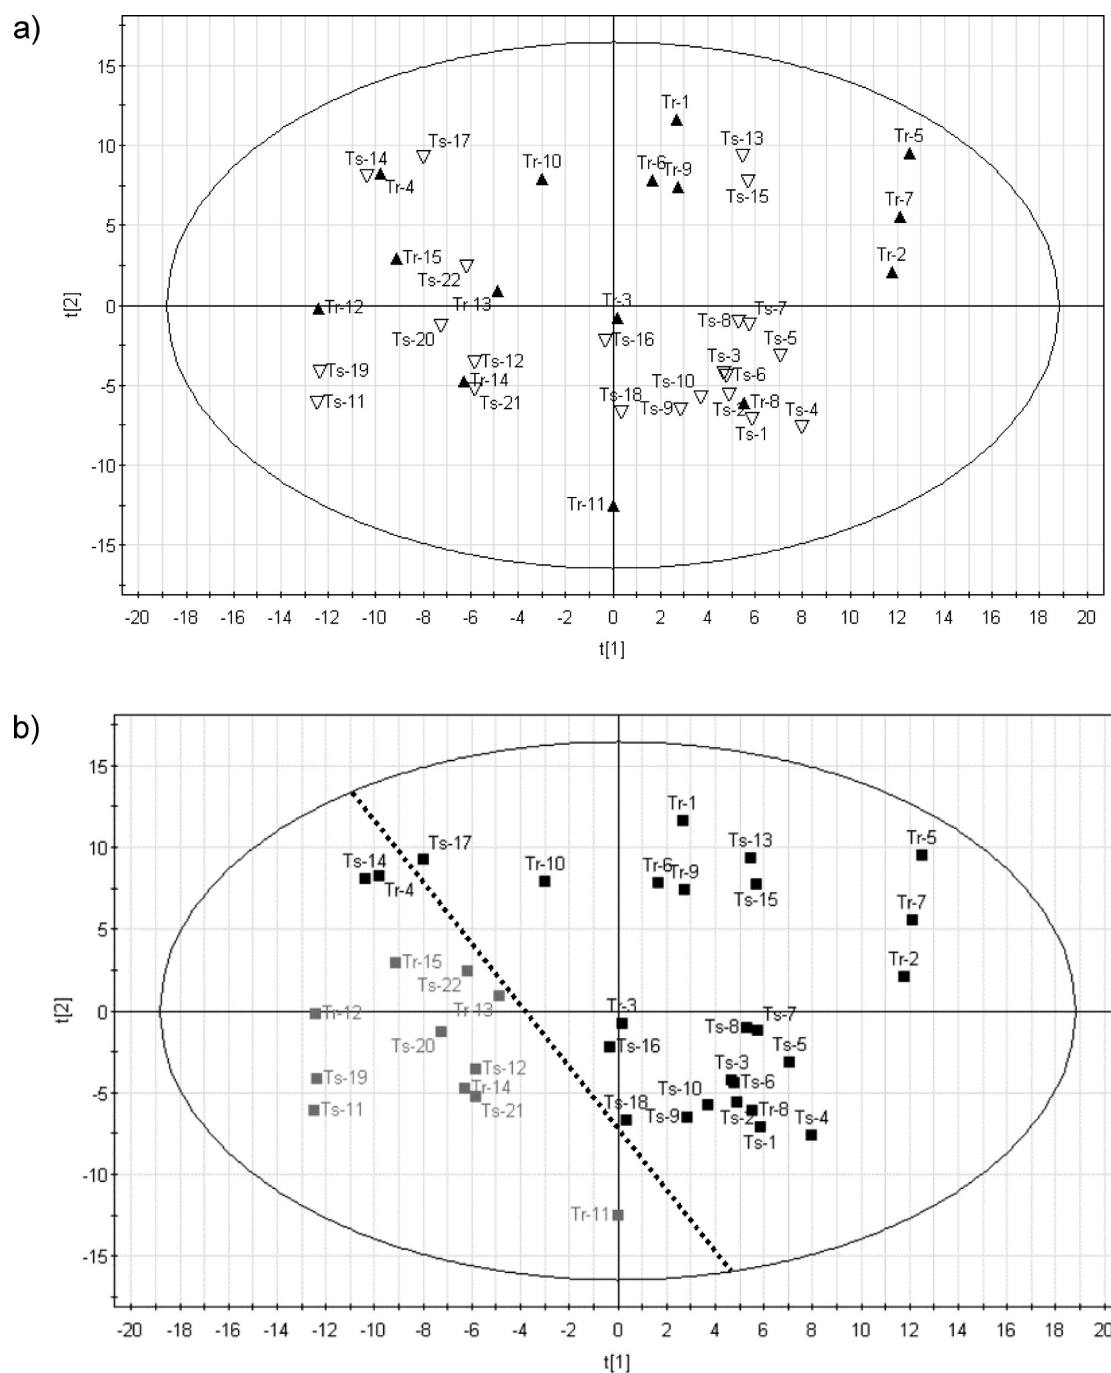 a)
15
10
5
0
-5
-10
-15
t[2]
Tr-1
Ts-13
Tr-5
Ts-17
Ts-14
Tr-4
Tr-10
Tr-6
Tr-9
Ts-15
Tr-7
Tr-15
Ts-22
Tr-2
Tr-12
Tr-13
Tr-3
Ts-8
Ts-7
Ts-20
Ts-16
Ts-5
Ts-12
Ts-3
Ts-19
Tr-14
Ts-6
Ts-11
Ts-21
Ts-18
Ts-10
Ts-9
Ts-2
Tr-8
Ts-4
Ts-1
Tr-11
-20 -18 -16 -14 -12 -10 -8 -6 -4 -2 0 2 4 6 8 10 12 14 16 18 20
t[1]
b)
15
10
5
0
-5
-10
-15
t[2]
Tr-1
Ts-13
Tr-5
Ts-17
Ts-14
Tr-4
Tr-10
Tr-6
Tr-9
Ts-15
Tr-7
Tr-15
Ts-22
Tr-2
Tr-12
Tr-13
Tr-3
Ts-8
Ts-7
Ts-20
Ts-16
Ts-5
Ts-12
Ts-3
Ts-19
Tr-14
Ts-6
Ts-11
Ts-21
Ts-18
Ts-10
Ts-9
Ts-2
Tr-8
Ts-4
Ts-1
Tr-11
-20 -18 -16 -14 -12 -10 -8 -6 -4 -2 0 2 4 6 8 10 12 14 16 18 20
t[1]